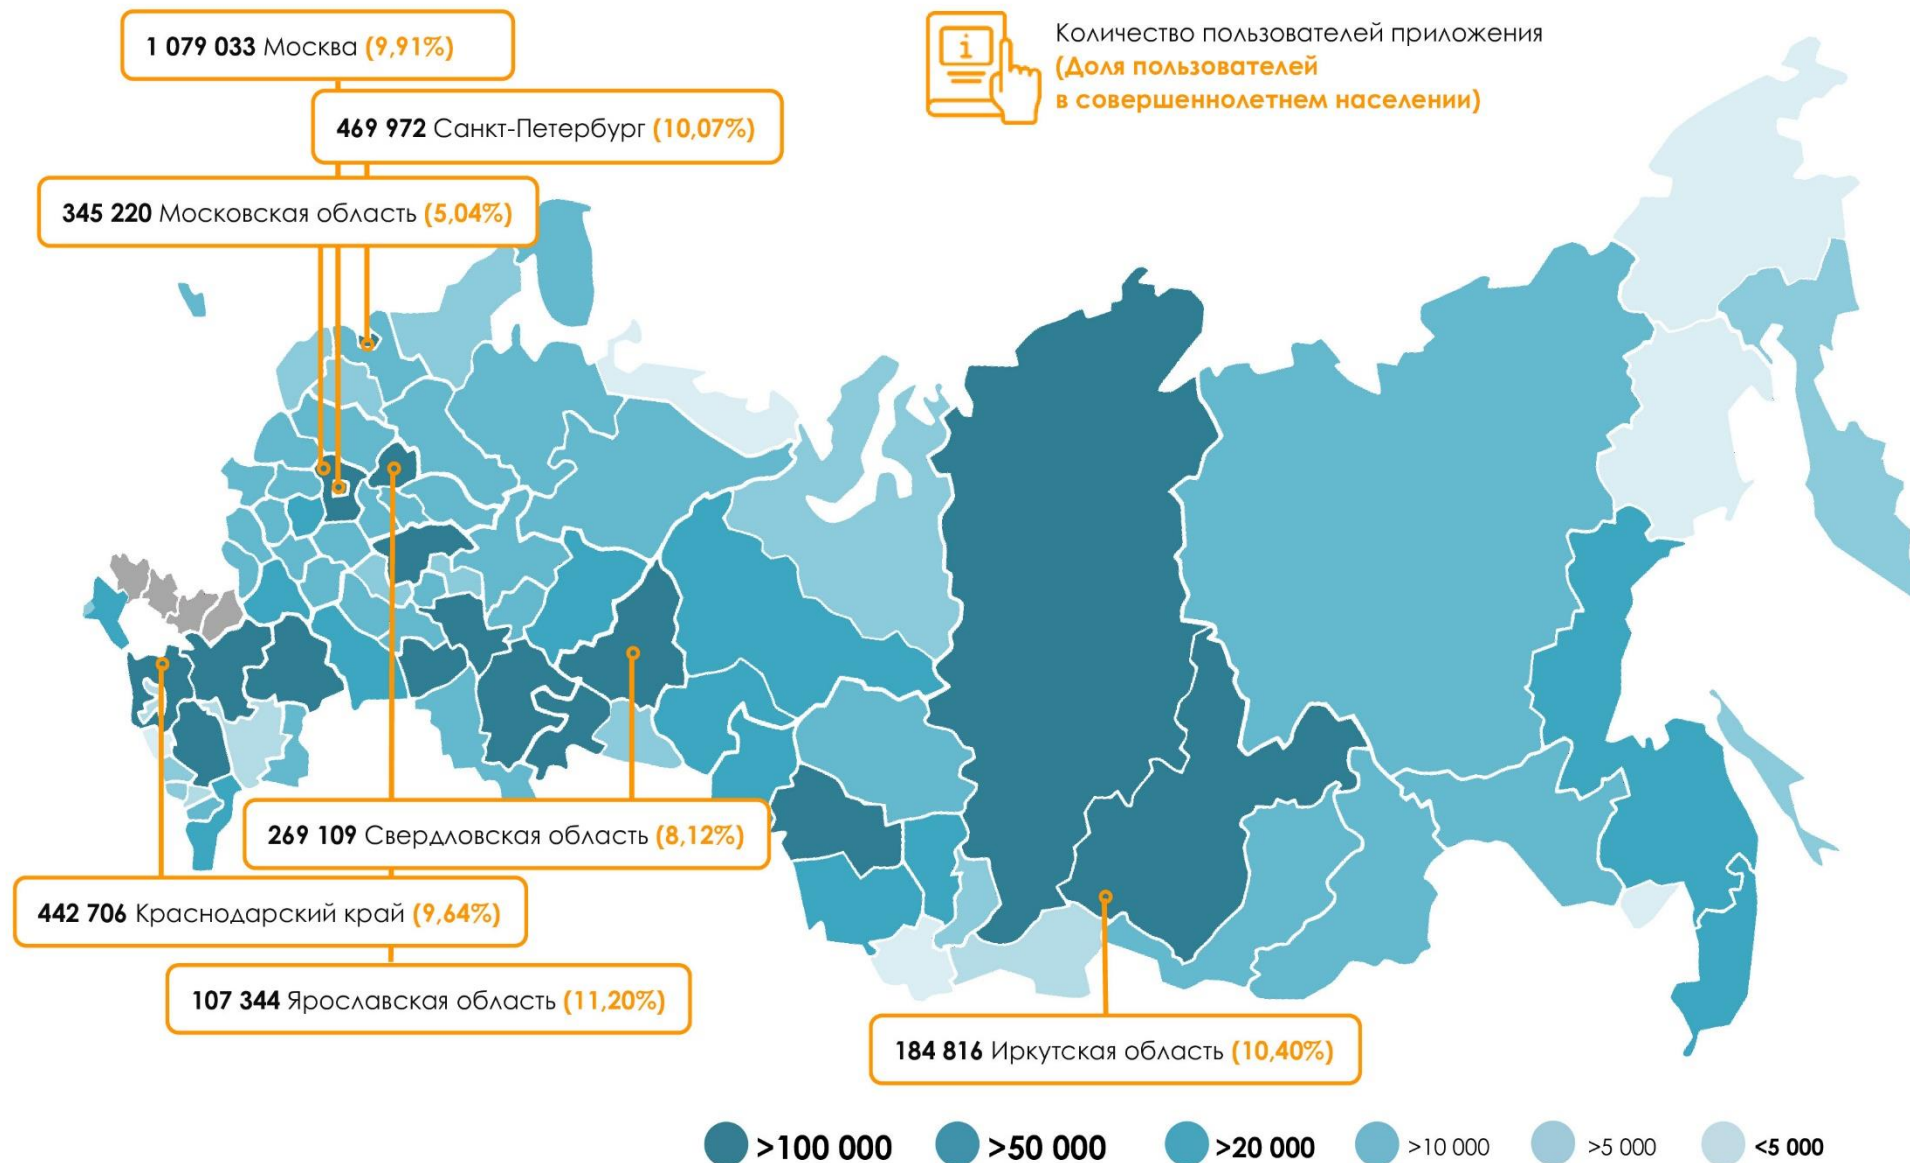 1 079 033 Москва (9,91%)
Количество пользователей приложения
(Доля пользователей
в совершеннолетнем населении)
i
469 972 Санкт-Петербург (10,07%)
345 220 Московская область (5,04%)
269 109 Свердловская область (8,12%)
442 706 Краснодарский край (9,64%)
107 344 Ярославская область (11,20%)
184 816 Иркутская область (10,40%)
>100 000 >50 000 >20 000 >10 000 >5 000 <5 000